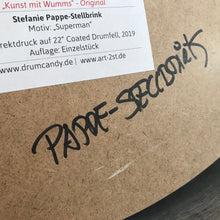 „Kunst mit Wumms" - Original
Stefanie Pappe-Stellbrink
Motiv: „Superman"
rektdruck auf 22" Coated Drumfell, 2019
Auflage: Einzelstück
www.drumcandy.de www.art-2st.de
PAPPE-STELLBRINK